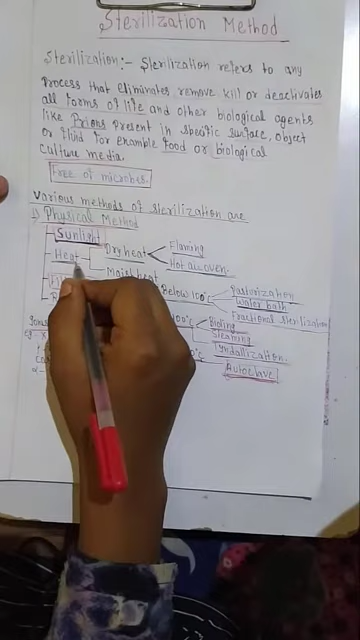 Sterilization Method
Sterilization:- Sterilization refers to any
Process that eliminates remove kill or deactivates
all forms of life and other biological agents
like Prions present in specific surface, object
or fluid for examble food or biological
Culture media.
Free of microbes.
Various methods of sterilization are
1) Physical Method
Sunlight
Heat
Dry heat
Flaming
Hot air oven.
Moist heat
Below 100°c
Pasturization
Water bath
Fractional sterilization
100°c
Boiling
Steaming
Tyndallization.
Autoclave